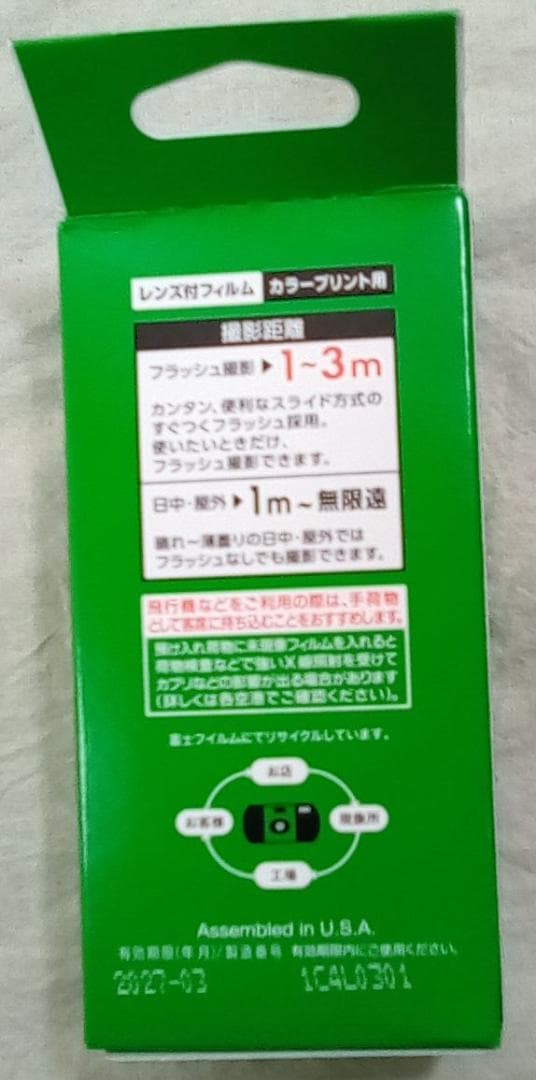 レンズ付フィルム カラープリント用
撮影距離
フラッシュ撮影▶1~3m
カンタン、便利なスライド方式の
すぐつくフラッシュ採用。
使いたいときだけ、
フラッシュ撮影できます。
日中・屋外▶1m~無限遠
晴れ~薄曇りの日中・屋外では
フラッシュなしでも撮影できます。
飛行機などをご利用の際は、手荷物
として客席に持ち込むことをおすすめします。
預け入れ荷物に未現像フィルムを入れると
荷物検査などで強いX線照射を受けて
カブリなどの影響が出る場合があります
(詳しくは各空港でご確認ください)。
富士フイルムにてリサイクルしています。
お店
お客様
現像所
工場
Assembled in U.S.A.
有効期限(年月)/製造番号 有効期限内にご使用ください。
2027-03 1CAL0301